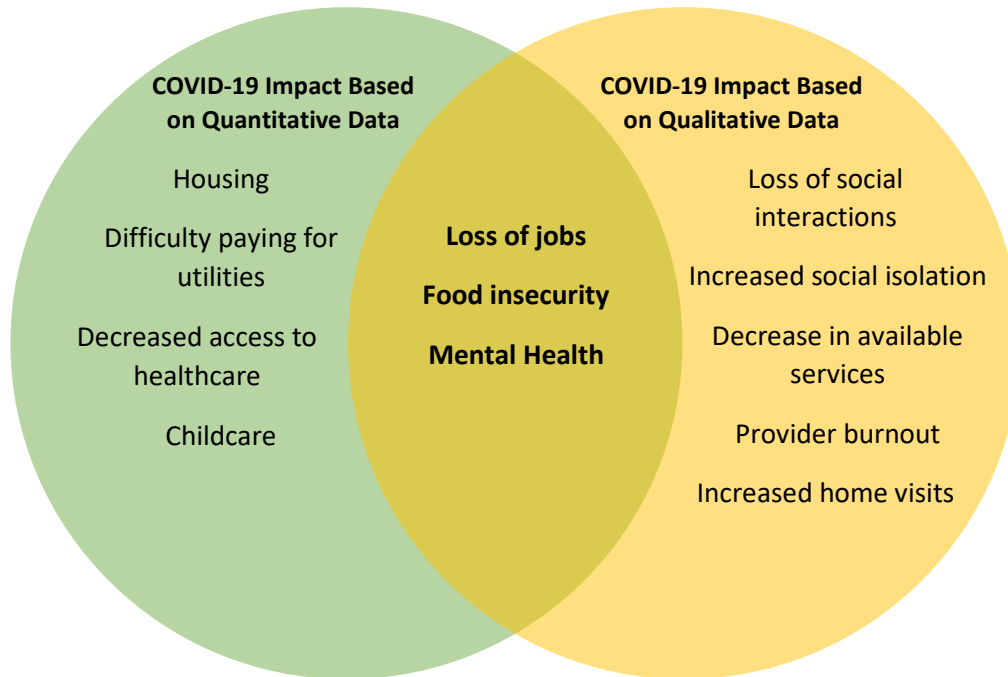 COVID-19 Impact Based
on Quantitative Data
Housing
Difficulty paying for
utilities
Decreased access to
healthcare
Childcare
Loss of jobs
Food insecurity
Mental Health
COVID-19 Impact Based
on Qualitative Data
Loss of social
interactions
Increased social isolation
Decrease in available
services
Provider burnout
Increased home visits